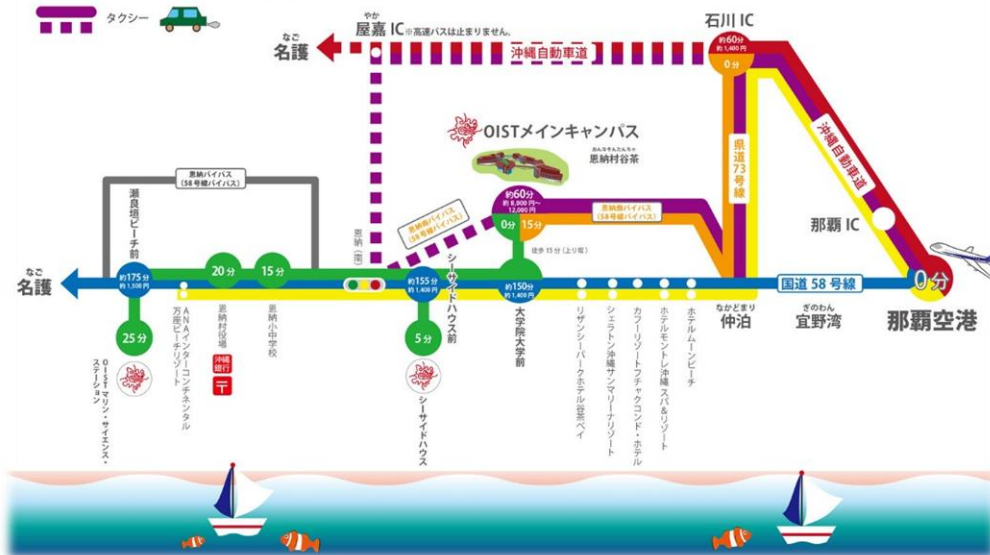 タクシー
やか
屋嘉 IC ※高速バスは止まりません。
石川 IC
なご
名護
沖縄自動車道
約60分
約1,400円
0分
OISTメインキャンパス
おんなそんたんちゃ
恩納村谷茶
県道73号線
沖縄自動車道
恩納バイパス
(58号線バイパス)
瀬良垣ビーチ前
約60分
約8,000円～
12,000円
0分
15分
恩納南バイパス
(58号線バイパス)
恩納南バイパス
(58号線バイパス)
那覇 IC
恩納(南)
徒歩15分(上り坂)
シーサイドハウス前
20分
15分
なご
名護
約175分
約1,500円
約155分
約1,400円
約150分
約1,400円
国道 58 号線
0分
なかどまり
仲泊
ぎのわん
宜野湾
那覇空港
25分
ANAインターコンチネンタル
万座ビーチリゾート
恩納村役場
沖縄
銀行
〒
恩納小中学校
5分
大学院大学前
リザンシーパークホテル谷茶ベイ
シェラトン沖縄サンマリーナリゾート
カフーリゾートフチャクコンド・ホテル
ホテルモントレ沖縄 スパ&リゾート
ホテルムーンビーチ
OIST マリン・サイエンス・
ステーション
シーサイドハウス